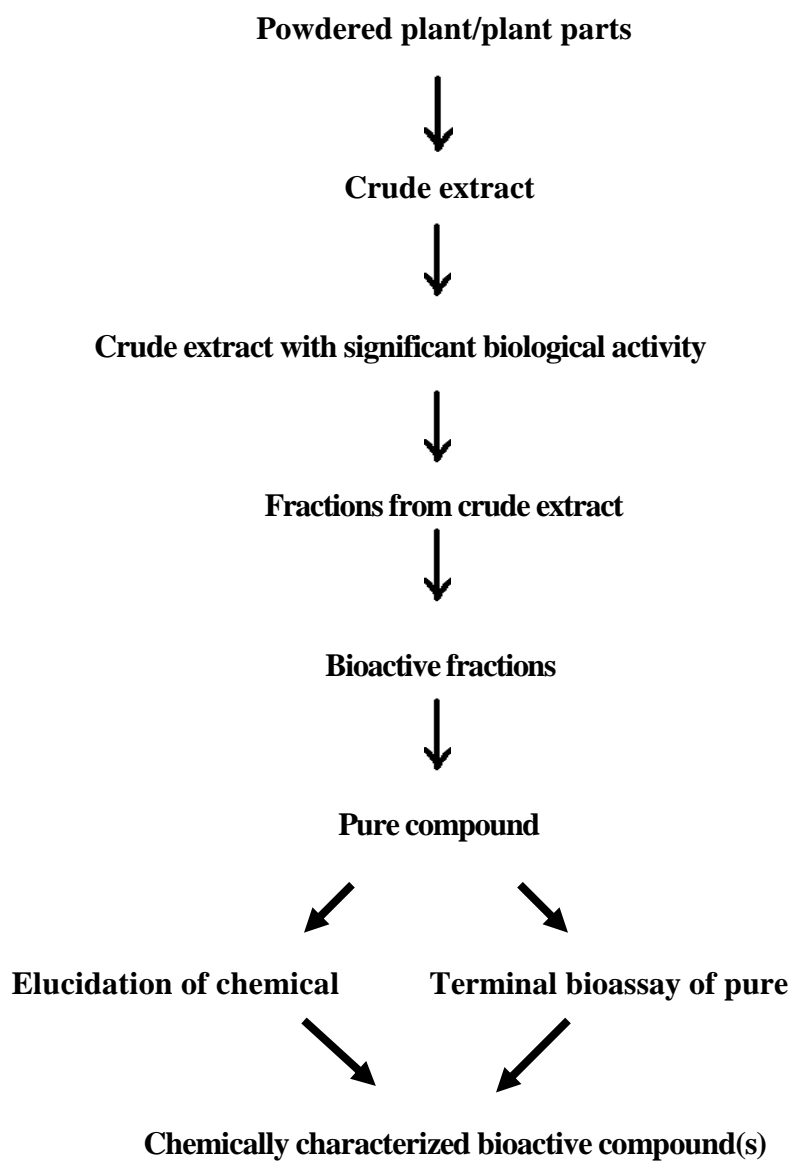 Powdered plant/plant parts
Crude extract
Crude extract with significant biological activity
Fractions from crude extract
Bioactive fractions
Pure compound
Elucidation of chemical
Terminal bioassay of pure
Chemically characterized bioactive compound(s)